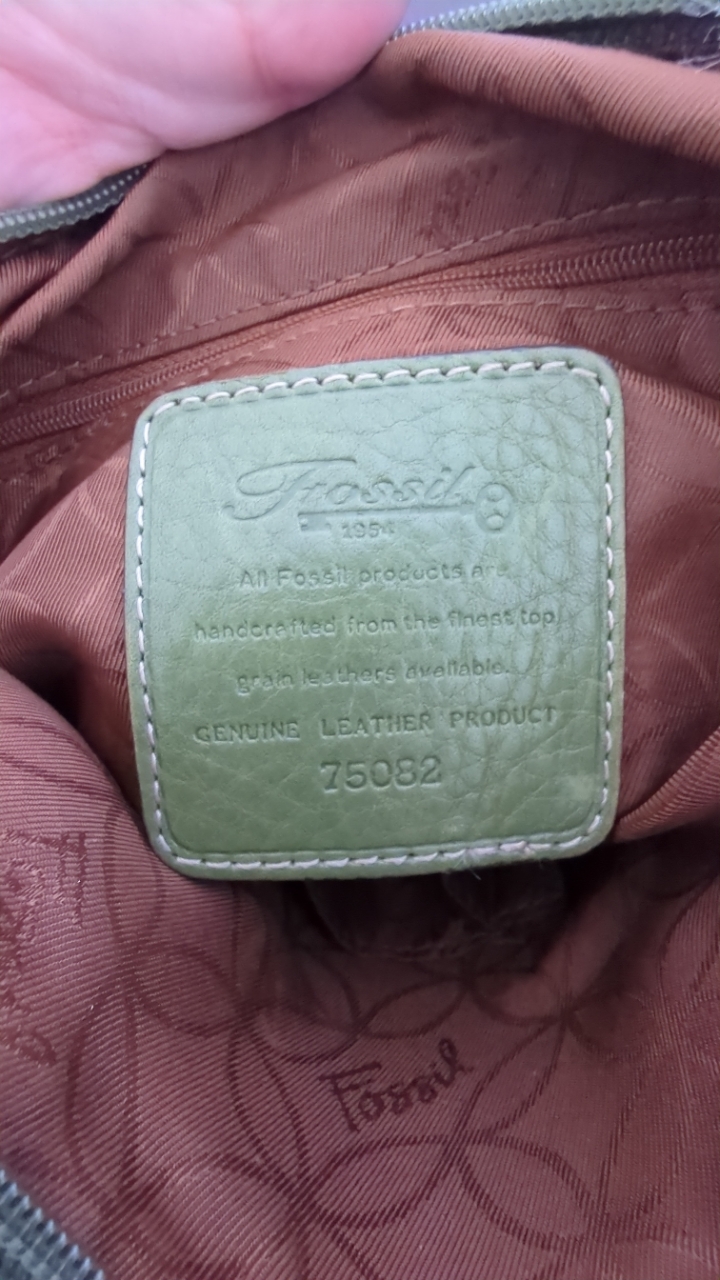 Fossil
1954
All Fossil products are
handcrafted from the finest top
grain leathers available.
GENUINE LEATHER PRODUCT
75082
Fossil